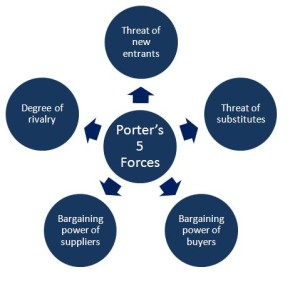 Threat of
new
entrants
Degree of
rivalry
Threat of
substitutes
Porter's
5
Forces
Bargaining
power of
suppliers
Bargaining
power of
buyers